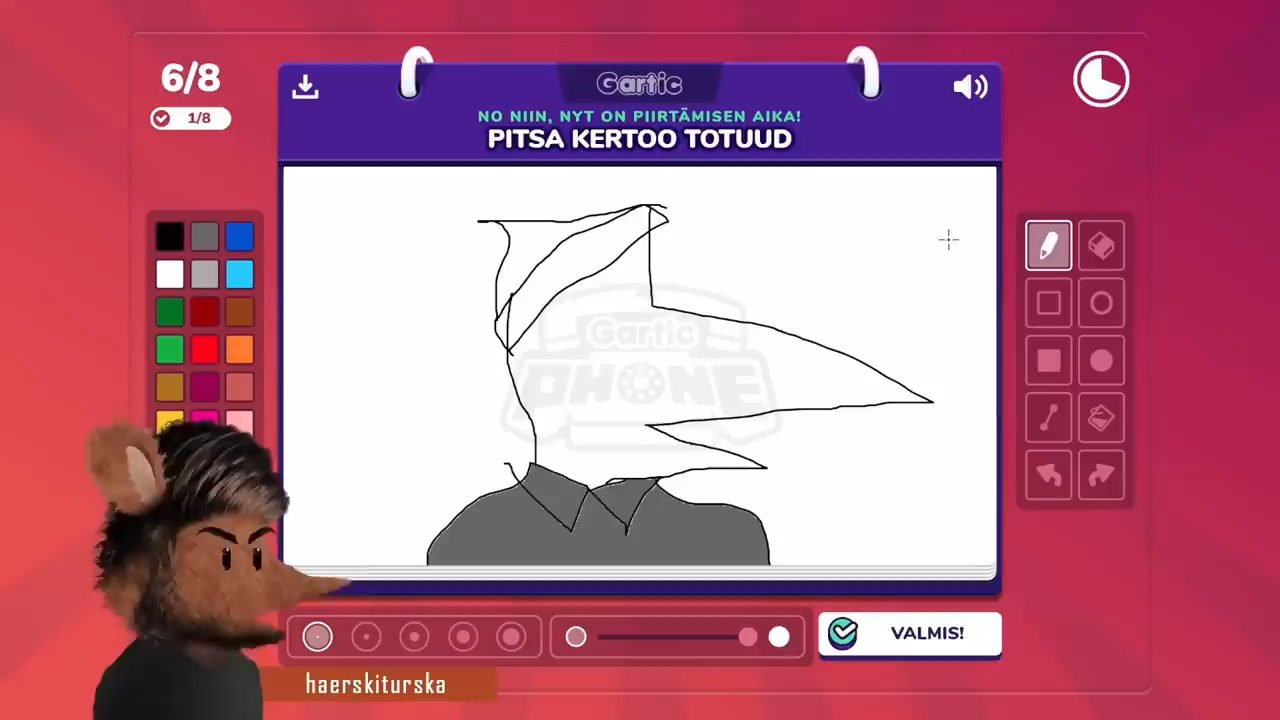 6/8
1/8
Gartic
NO NIIN, NYT ON PIIRTÄMISEN AIKA!
PITSA KERTOO TOTUUD
Gartic
PHONE
VALMIS!
haerskiturska